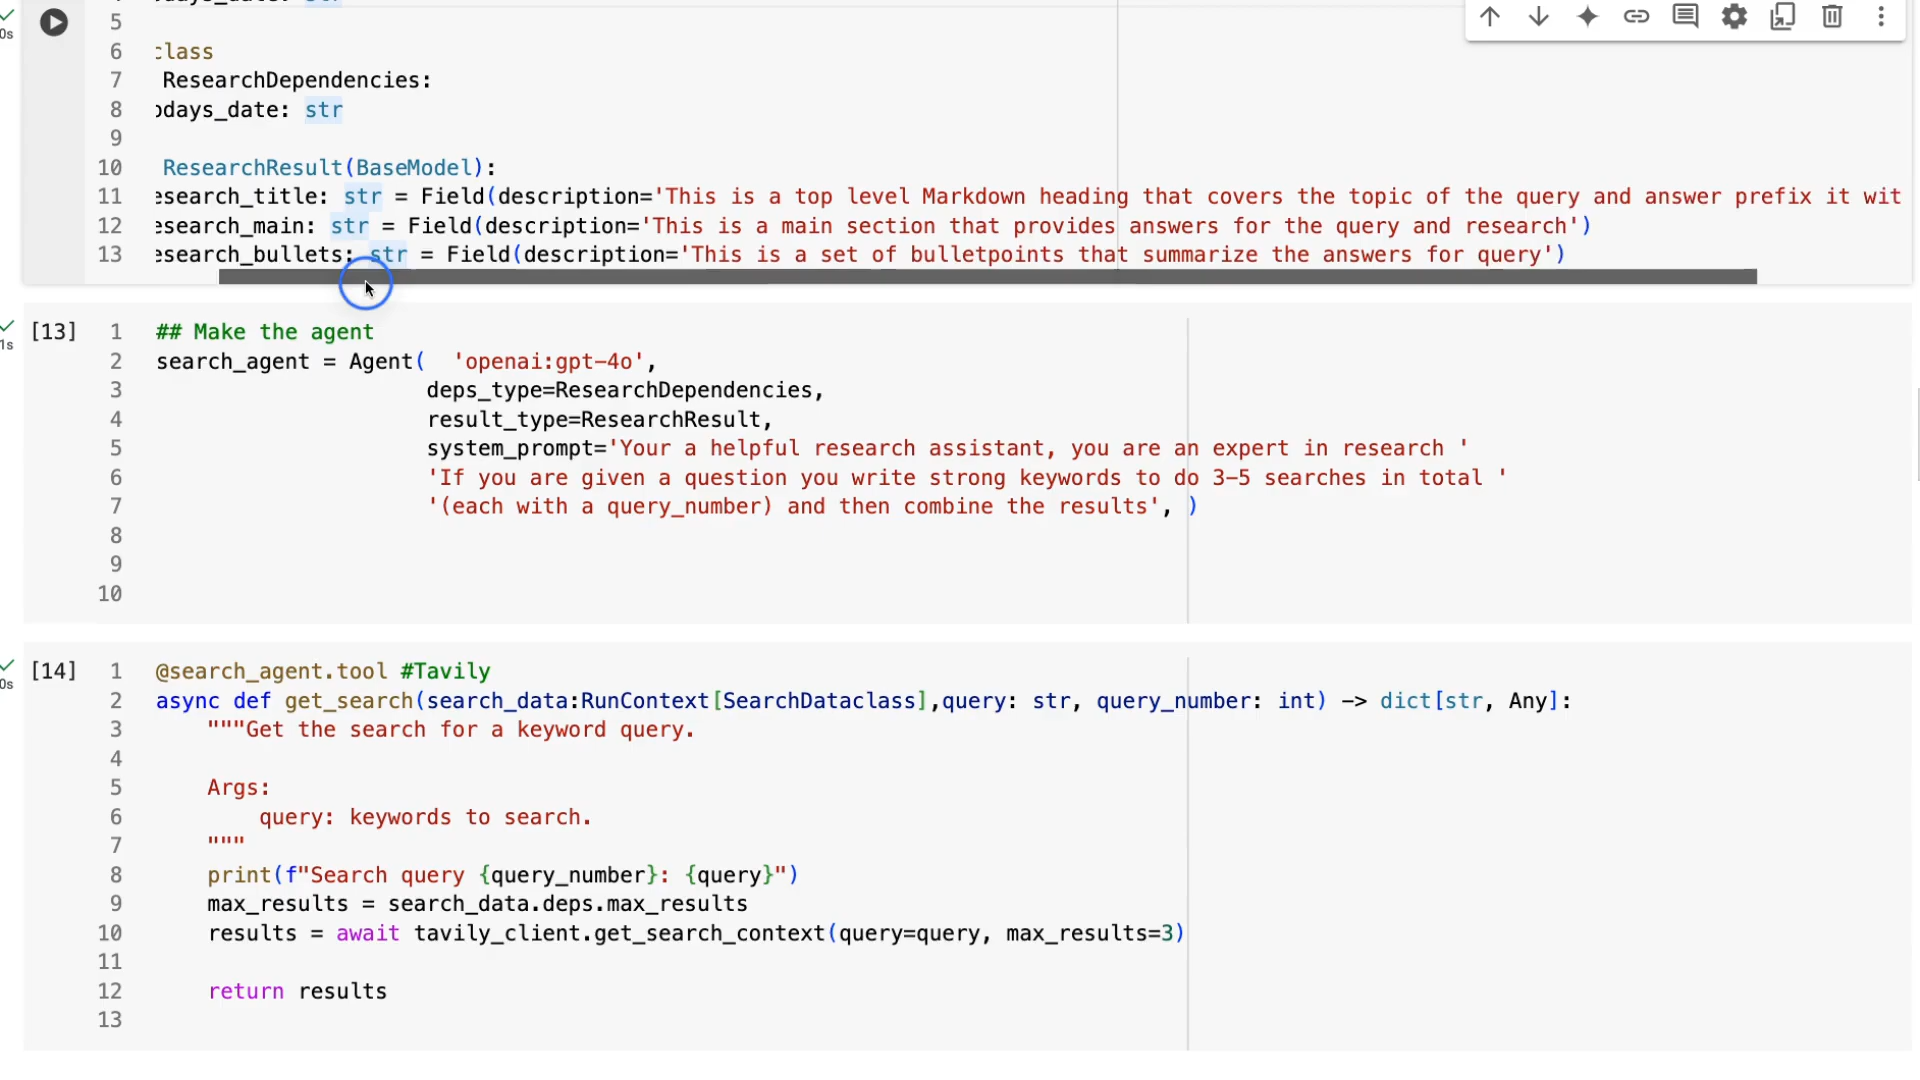 5
6 class
7 ResearchDependencies:
8 odays_date: str
9
10 ResearchResult(BaseModel):
11 esearch_title: str = Field(description='This is a top level Markdown heading that covers the topic of the query and answer prefix it wit
12 esearch_main: str = Field(description='This is a main section that provides answers for the query and research')
13 esearch_bullets: str = Field(description='This is a set of bulletpoints that summarize the answers for query')
0s
[13] 1 ## Make the agent
1s
2 search_agent = Agent(  'openai:gpt-4o',
3 deps_type=ResearchDependencies,
4 result_type=ResearchResult,
5 system_prompt='Your a helpful research assistant, you are an expert in research '
6 'If you are given a question you write strong keywords to do 3-5 searches in total '
7 '(each with a query_number) and then combine the results', )
8
9
10
[14] 1 @search_agent.tool #Tavily
0s
2 async def get_search(search_data:RunContext[SearchDataclass],query: str, query_number: int) -> dict[str, Any]:
3 """Get the search for a keyword query.
4
5 Args:
6 query: keywords to search.
7 """
8 print(f"Search query {query_number}: {query}")
9 max_results = search_data.deps.max_results
10 results = await tavily_client.get_search_context(query=query, max_results=3)
11
12 return results
13